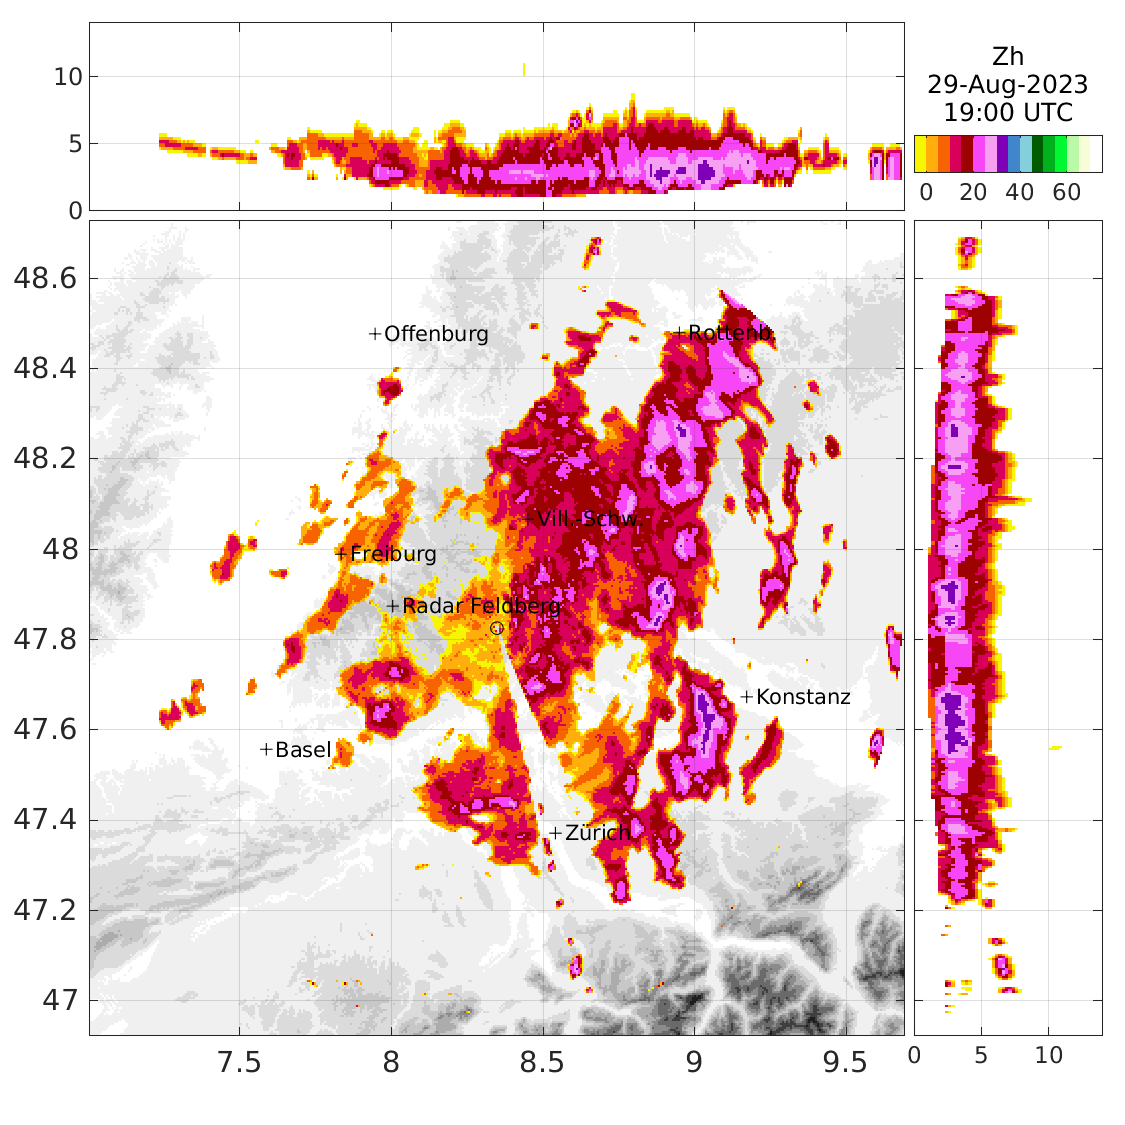 Zh
29-Aug-2023
19:00 UTC
0 20 40 60
10
5
0
48.6
48.4
48.2
48
47.8
47.6
47.4
47.2
47
+Offenburg
+Rottenb.
+Vill.-Schw.
+Freiburg
+Radar Feldberg
+Konstanz
+Basel
+Zürich
7.5 8 8.5 9 9.5
0 5 10